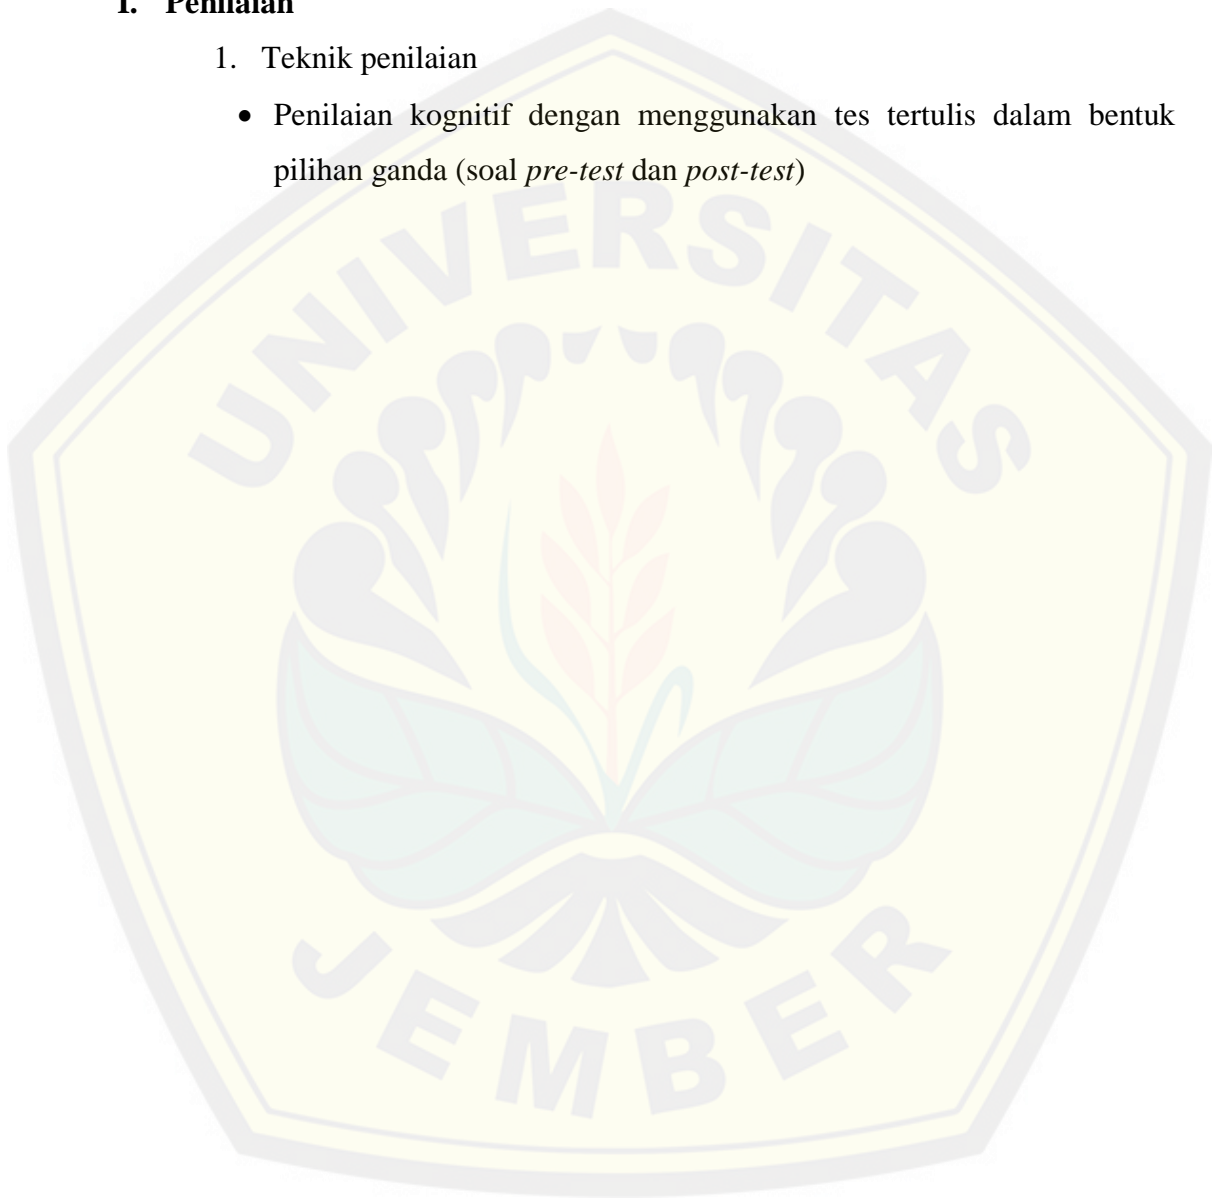 I. Penilaian
1. Teknik penilaian
• Penilaian kognitif dengan menggunakan tes tertulis dalam bentuk
pilihan ganda (soal pre-test dan post-test)
UNIVERSITAS
JEMBER